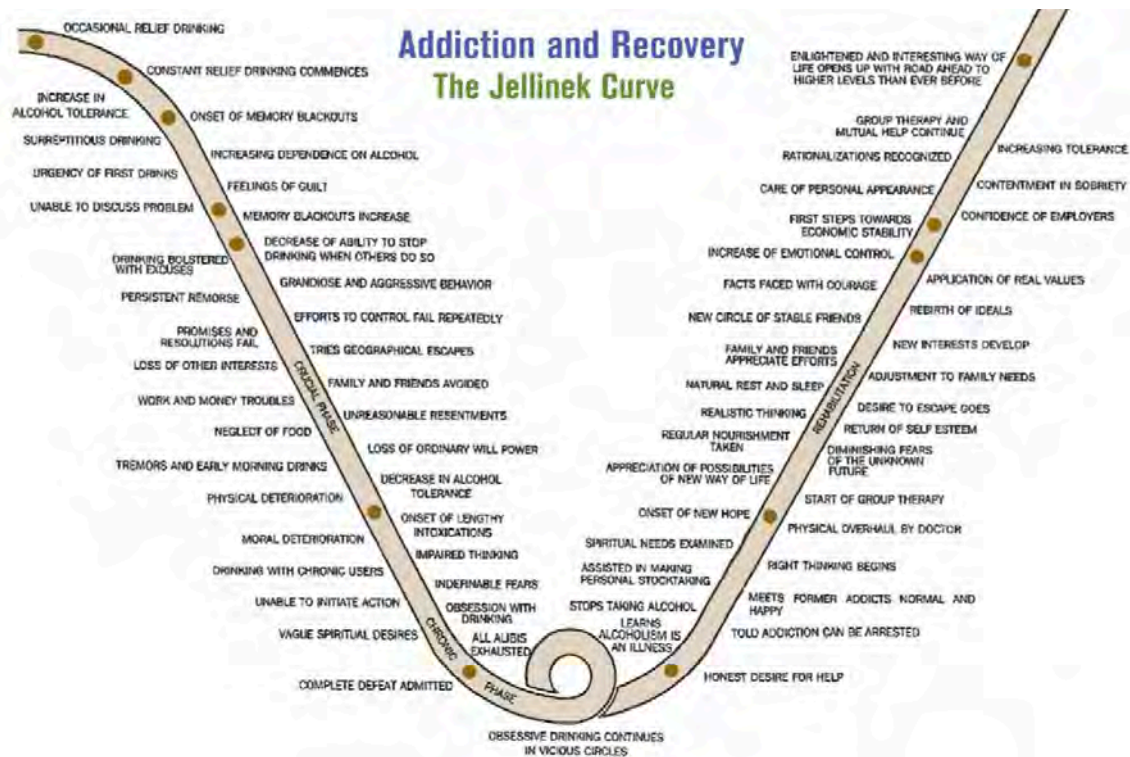 Addiction and Recovery
The Jellinek Curve
OCCASIONAL RELIEF DRINKING
CONSTANT RELIEF DRINKING COMMENCES
INCREASE IN
ALCOHOL TOLERANCE
ONSET OF MEMORY BLACKOUTS
SURREPTITIOUS DRINKING
INCREASING DEPENDENCE ON ALCOHOL
URGENCY OF FIRST DRINKS
FEELINGS OF GUILT
UNABLE TO DISCUSS PROBLEM
MEMORY BLACKOUTS INCREASE
DECREASE OF ABILITY TO STOP
DRINKING WHEN OTHERS DO SO
DRINKING BOLSTERED
WITH EXCUSES
GRANDIOSE AND AGGRESSIVE BEHAVIOR
PERSISTENT REMORSE
EFFORTS TO CONTROL FAIL REPEATEDLY
PROMISES AND
RESOLUTIONS FAIL
TRIES GEOGRAPHICAL ESCAPES
LOSS OF OTHER INTERESTS
FAMILY AND FRIENDS AVOIDED
CRUCIAL PHASE
WORK AND MONEY TROUBLES
UNREASONABLE RESENTMENTS
NEGLECT OF FOOD
LOSS OF ORDINARY WILL POWER
TREMORS AND EARLY MORNING DRINKS
DECREASE IN ALCOHOL
TOLERANCE
PHYSICAL DETERIORATION
ONSET OF LENGTHY
INTOXICATIONS
MORAL DETERIORATION
IMPAIRED THINKING
DRINKING WITH CHRONIC USERS
INDEFINABLE FEARS
UNABLE TO INITIATE ACTION
OBSESSION WITH
DRINKING
VAGUE SPIRITUAL DESIRES
ALL ALIBIS
EXHAUSTED
CHRONIC
PHASE
COMPLETE DEFEAT ADMITTED
OBSESSIVE DRINKING CONTINUES
IN VICIOUS CIRCLES
ENLIGHTENED AND INTERESTING WAY OF
LIFE OPENS UP WITH ROAD AHEAD TO
HIGHER LEVELS THAN EVER BEFORE
GROUP THERAPY AND
MUTUAL HELP CONTINUE
INCREASING TOLERANCE
RATIONALIZATIONS RECOGNIZED
CONTENTMENT IN SOBRIETY
CARE OF PERSONAL APPEARANCE
CONFIDENCE OF EMPLOYERS
FIRST STEPS TOWARDS
ECONOMIC STABILITY
INCREASE OF EMOTIONAL CONTROL
APPLICATION OF REAL VALUES
FACTS FACED WITH COURAGE
REBIRTH OF IDEALS
NEW CIRCLE OF STABLE FRIENDS
NEW INTERESTS DEVELOP
FAMILY AND FRIENDS
APPRECIATE EFFORTS
ADJUSTMENT TO FAMILY NEEDS
NATURAL REST AND SLEEP
REHABILITATION
DESIRE TO ESCAPE GOES
REALISTIC THINKING
RETURN OF SELF ESTEEM
REGULAR NOURISHMENT
TAKEN
DIMINISHING FEARS
OF THE UNKNOWN
FUTURE
APPRECIATION OF POSSIBILITIES
OF NEW WAY OF LIFE
START OF GROUP THERAPY
ONSET OF NEW HOPE
PHYSICAL OVERHAUL BY DOCTOR
SPIRITUAL NEEDS EXAMINED
RIGHT THINKING BEGINS
ASSISTED IN MAKING
PERSONAL STOCKTAKING
MEETS FORMER ADDICTS NORMAL AND
HAPPY
STOPS TAKING ALCOHOL
TOLD ADDICTION CAN BE ARRESTED
LEARNS
ALCOHOLISM IS
AN ILLNESS
HONEST DESIRE FOR HELP